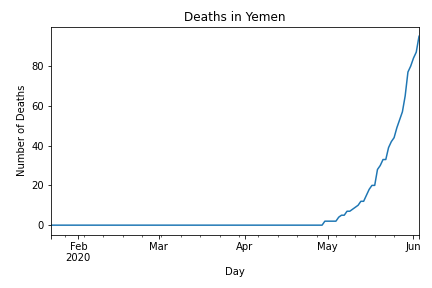 Deaths in Yemen
Number of Deaths
80
60
40
20
0
Feb
2020
Mar
Apr
May
Jun
Day